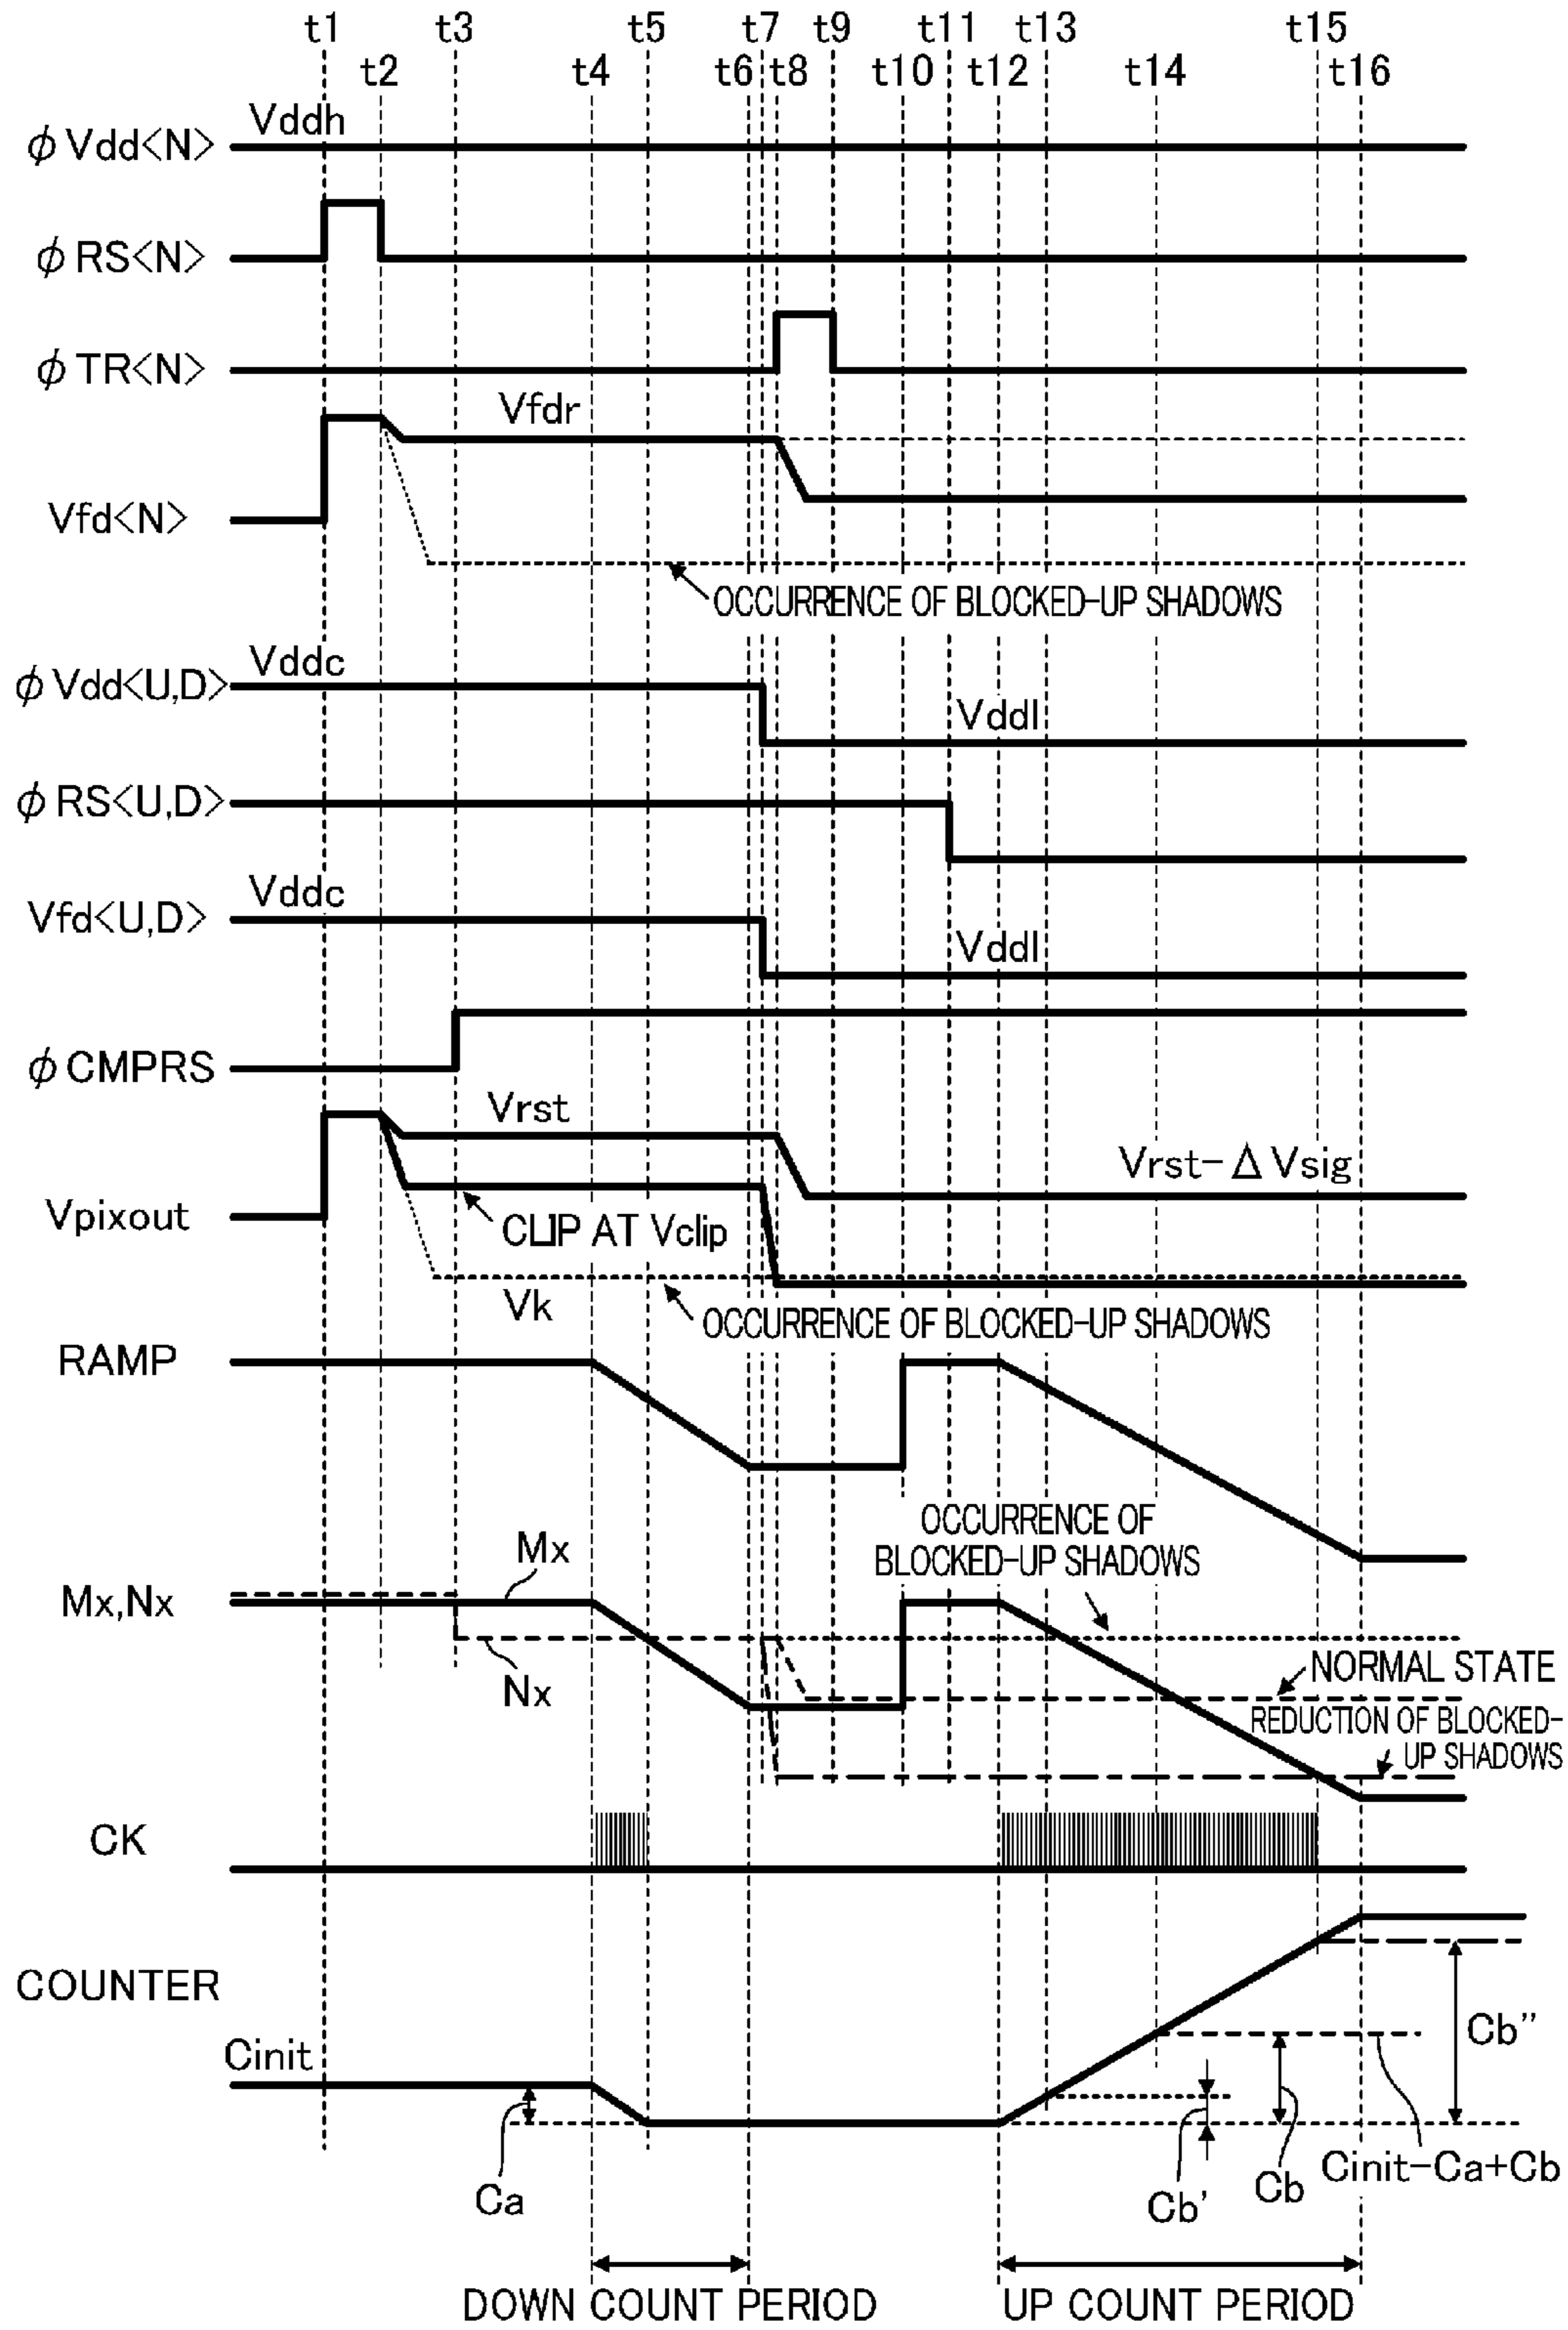 t1 t3 t5 t7 t9 t11 t13 t15
t2 t4 t6 t8 t10 t12 t14 t16
Vddh
ϕVdd<N>
ϕRS<N>
ϕTR<N>
Vfdr
Vfd<N>
OCCURRENCE OF BLOCKED-UP SHADOWS
Vddc
ϕVdd<U,D>
Vddl
ϕRS<U,D>
Vddc
Vfd<U,D>
Vddl
ϕCMPRS
Vrst
Vrst-ΔVsig
Vpixout
CLIP AT Vclip
Vk
OCCURRENCE OF BLOCKED-UP SHADOWS
RAMP
OCCURRENCE OF
BLOCKED-UP SHADOWS
Mx
Mx,Nx
Nx
NORMAL STATE
REDUCTION OF BLOCKED-
UP SHADOWS
CK
COUNTER
Cinit
Cb''
Ca
Cb'
Cb
Cinit-Ca+Cb
DOWN COUNT PERIOD
UP COUNT PERIOD